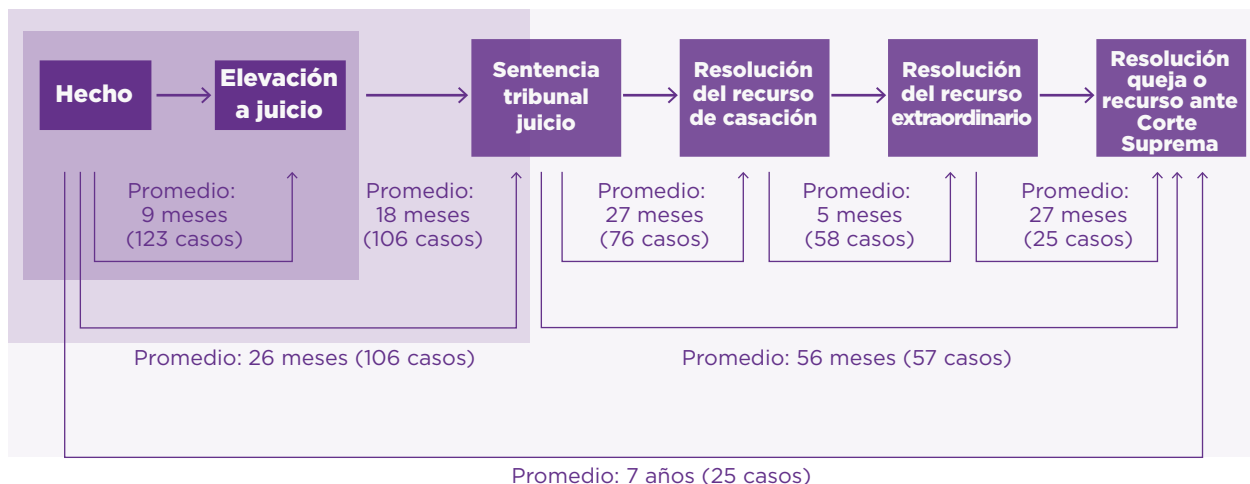 Hecho
Elevación
a juicio
Sentencia
tribunal
juicio
Resolución
del recurso
de casación
Resolución
del recurso
extraordinario
Resolución
queja o
recurso ante
Corte
Suprema
Promedio:
9 meses
(123 casos)
Promedio:
18 meses
(106 casos)
Promedio:
27 meses
(76 casos)
Promedio:
5 meses
(58 casos)
Promedio:
27 meses
(25 casos)
Promedio: 26 meses (106 casos)
Promedio: 56 meses (57 casos)
Promedio: 7 años (25 casos)